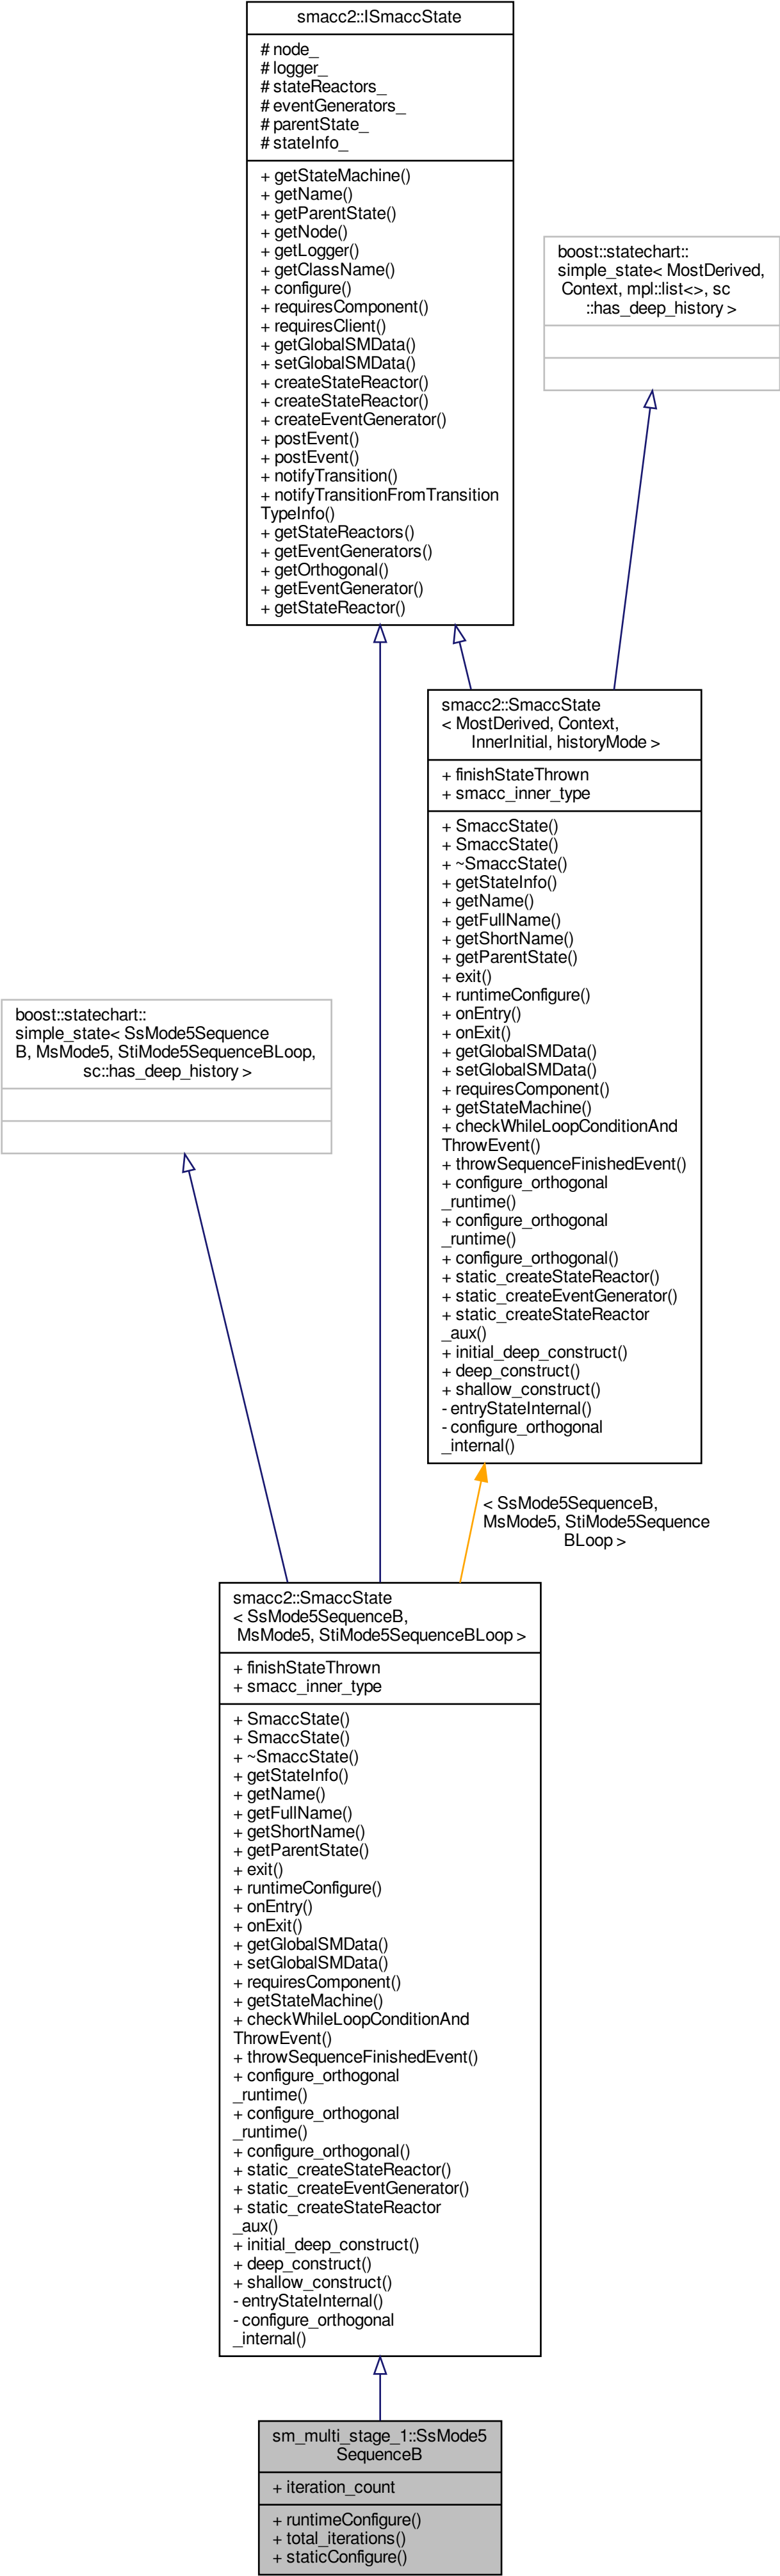 smacc2::ISmaccState
# node_
# logger_
# stateReactors_
# eventGenerators_
# parentState_
# stateInfo_
+ getStateMachine()
+ getName()
+ getParentState()
+ getNode()
+ getLogger()
+ getClassName()
+ configure()
+ requiresComponent()
+ requiresClient()
+ getGlobalSMData()
+ setGlobalSMData()
+ createStateReactor()
+ createStateReactor()
+ createEventGenerator()
+ postEvent()
+ postEvent()
+ notifyTransition()
+ notifyTransitionFromTransition
TypeInfo()
+ getStateReactors()
+ getEventGenerators()
+ getOrthogonal()
+ getEventGenerator()
+ getStateReactor()
boost::statechart::
simple_state< MostDerived,
Context, mpl::list<>, sc
::has_deep_history >
smacc2::SmaccState
< MostDerived, Context,
InnerInitial, historyMode >
+ finishStateThrown
+ smacc_inner_type
+ SmaccState()
+ SmaccState()
+ ~SmaccState()
+ getStateInfo()
+ getName()
+ getFullName()
+ getShortName()
+ getParentState()
+ exit()
+ runtimeConfigure()
+ onEntry()
+ onExit()
+ getGlobalSMData()
+ setGlobalSMData()
+ requiresComponent()
+ getStateMachine()
+ checkWhileLoopConditionAnd
ThrowEvent()
+ throwSequenceFinishedEvent()
+ configure_orthogonal
_runtime()
+ configure_orthogonal
_runtime()
+ configure_orthogonal()
+ static_createStateReactor()
+ static_createEventGenerator()
+ static_createStateReactor
_aux()
+ initial_deep_construct()
+ deep_construct()
+ shallow_construct()
- entryStateInternal()
- configure_orthogonal
_internal()
boost::statechart::
simple_state< SsMode5Sequence
B, MsMode5, StiMode5SequenceBLoop,
sc::has_deep_history >
< SsMode5SequenceB,
MsMode5, StiMode5Sequence
BLoop >
smacc2::SmaccState
< SsMode5SequenceB,
MsMode5, StiMode5SequenceBLoop >
+ finishStateThrown
+ smacc_inner_type
+ SmaccState()
+ SmaccState()
+ ~SmaccState()
+ getStateInfo()
+ getName()
+ getFullName()
+ getShortName()
+ getParentState()
+ exit()
+ runtimeConfigure()
+ onEntry()
+ onExit()
+ getGlobalSMData()
+ setGlobalSMData()
+ requiresComponent()
+ getStateMachine()
+ checkWhileLoopConditionAnd
ThrowEvent()
+ throwSequenceFinishedEvent()
+ configure_orthogonal
_runtime()
+ configure_orthogonal
_runtime()
+ configure_orthogonal()
+ static_createStateReactor()
+ static_createEventGenerator()
+ static_createStateReactor
_aux()
+ initial_deep_construct()
+ deep_construct()
+ shallow_construct()
- entryStateInternal()
- configure_orthogonal
_internal()
sm_multi_stage_1::SsMode5
SequenceB
+ iteration_count
+ runtimeConfigure()
+ total_iterations()
+ staticConfigure()